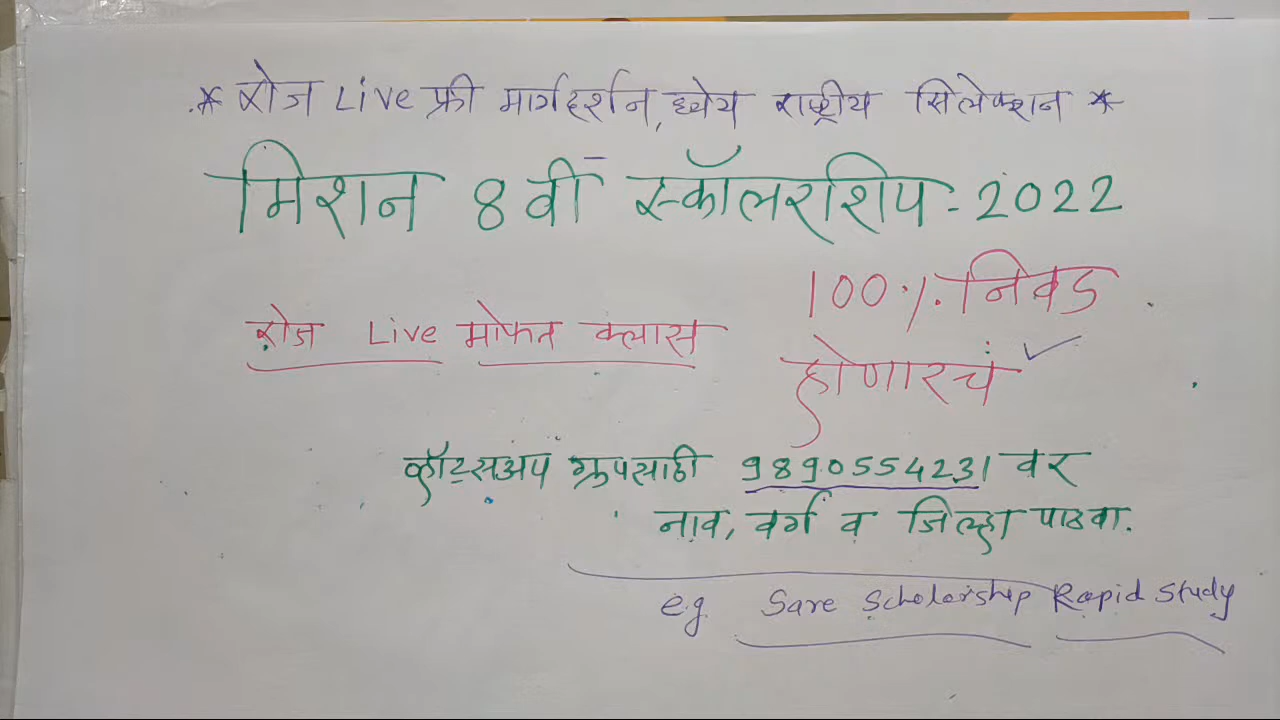 * रोज Live फ्री मार्गदर्शन, ध्येय राष्ट्रीय सिलेक्शन *
मिशन 8 वी स्कॉलरशिप - 2022
100% निवड
रोज Live मोफत क्लास
होणारचं ✓
व्हॉट्सअप ग्रुपसाठी 9890554231 वर
नाव, वर्ग व जिल्हा पाठवा.
e.g. Sare Scholarship Rapid Study